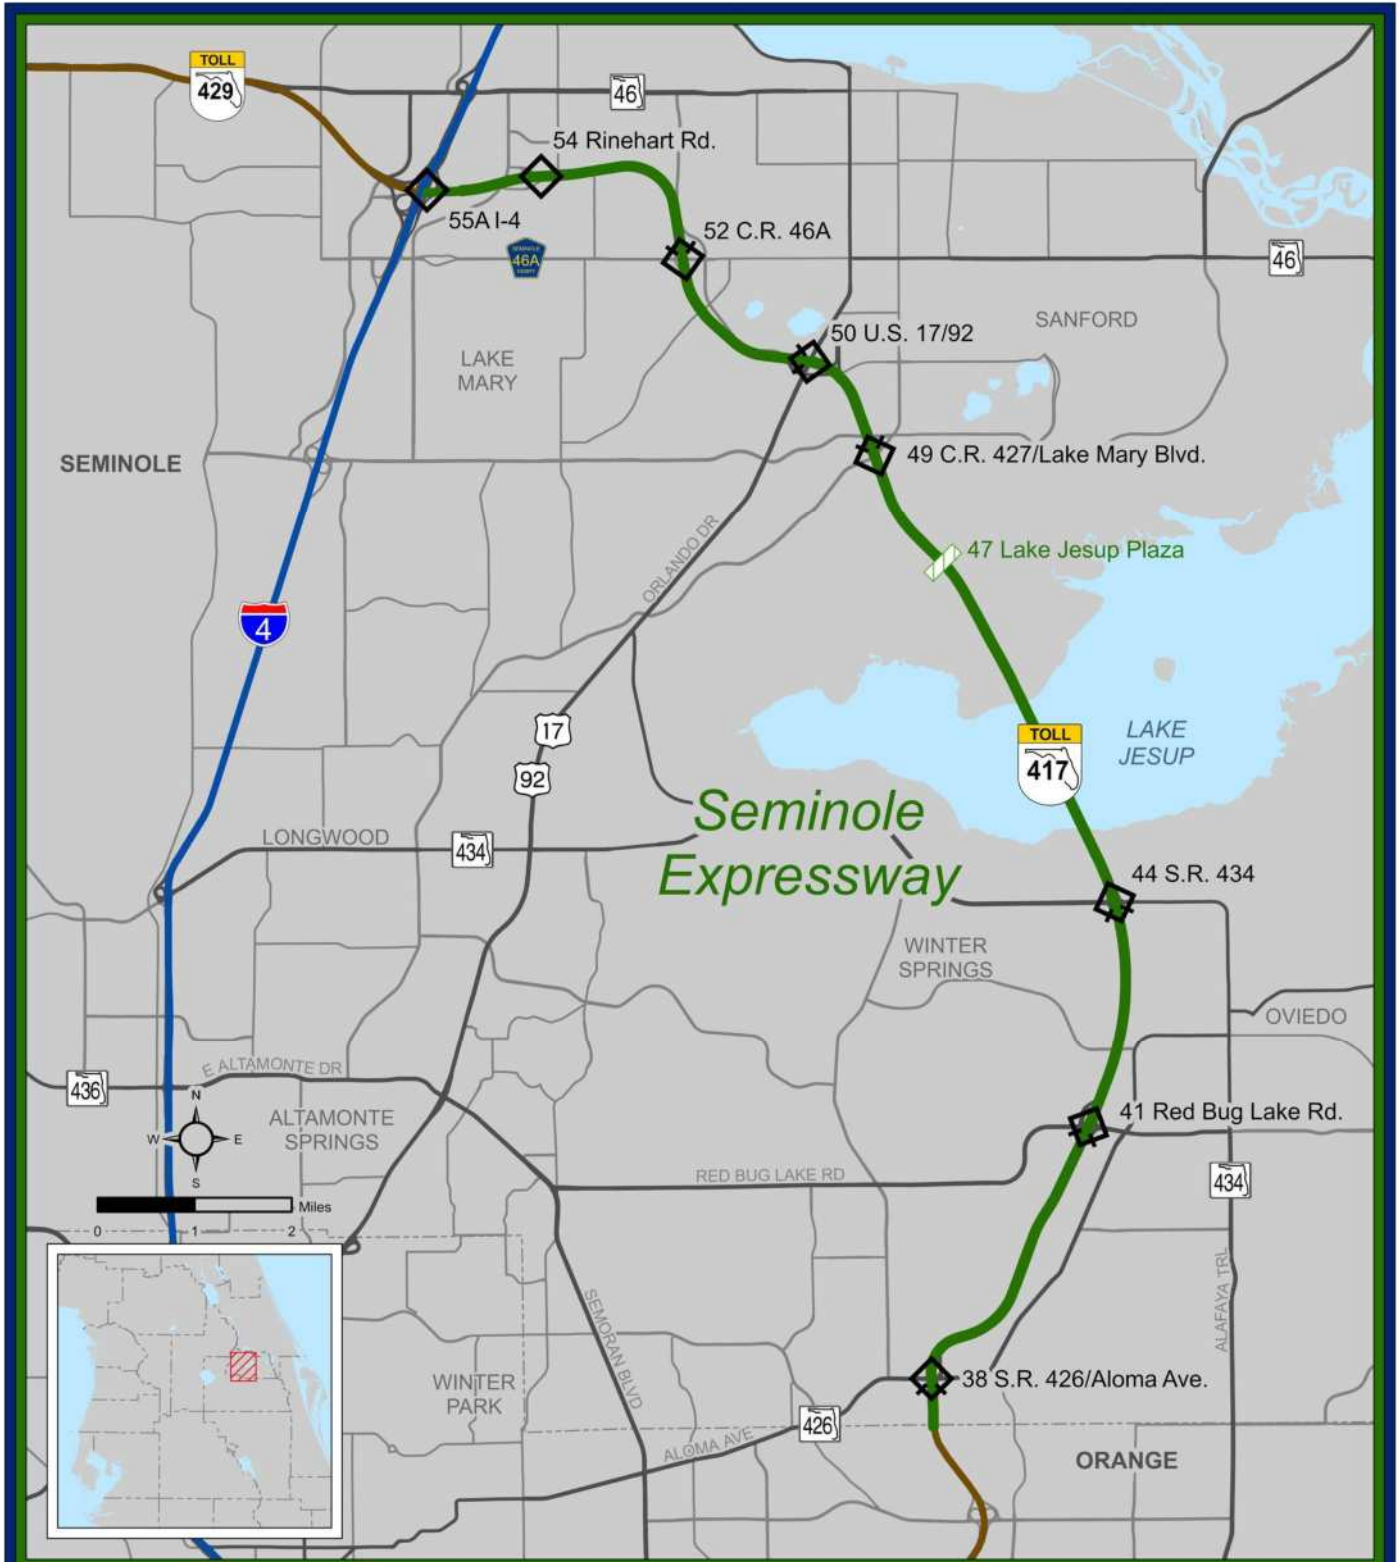 TOLL
429
46
54 Rinehart Rd.
55A I-4
SEMINOLE
46A
COUNTY
52 C.R. 46A
46
SANFORD
50 U.S. 17/92
LAKE
MARY
SEMINOLE
49 C.R. 427/Lake Mary Blvd.
ORLANDO DR
47 Lake Jesup Plaza
4
17
92
TOLL
417
LAKE
JESUP
Seminole
Expressway
LONGWOOD
434
44 S.R. 434
WINTER
SPRINGS
OVIEDO
E ALTAMONTE DR
436
ALTAMONTE
SPRINGS
N
W
E
S
41 Red Bug Lake Rd.
RED BUG LAKE RD
434
Miles
0
1
2
ALAFAYA TRL
SEMORAN BLVD
WINTER
PARK
38 S.R. 426/Aloma Ave.
426
ALOMA AVE
ORANGE